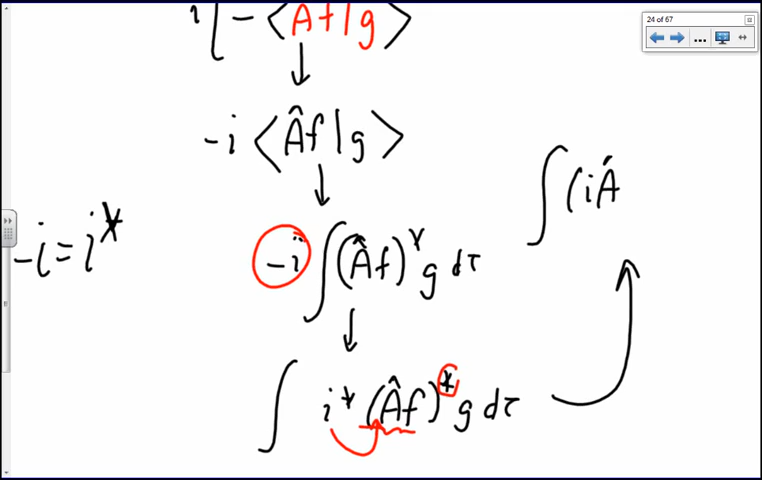 i[ - <Af|g>
24 of 67
-i <Âf|g>
∫(iÂ
-i = i*
-i ∫(Âf)* g dτ
∫ i* (Âf)* g dτ